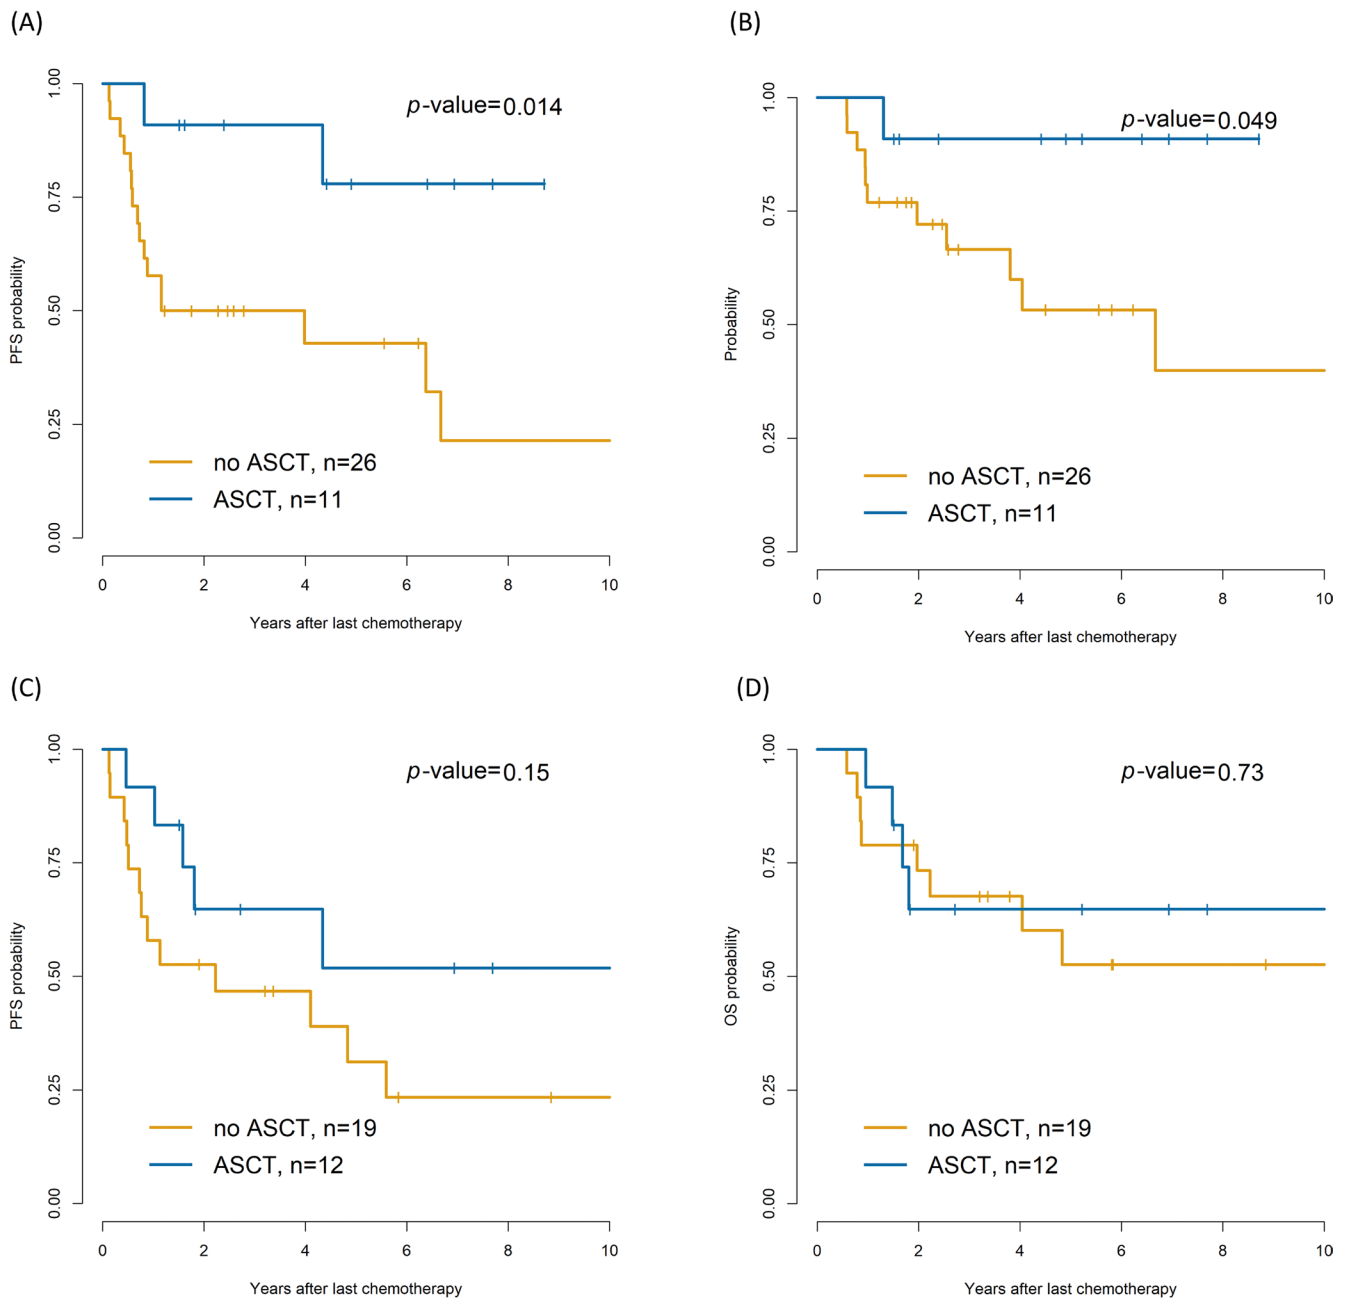 (A)
p-value=0.014
PFS probability
1.00
0.75
0.50
0.25
0.00
no ASCT, n=26
ASCT, n=11
0 2 4 6 8 10
Years after last chemotherapy
(B)
p-value=0.049
Probability
1.00
0.75
0.50
0.25
0.00
no ASCT, n=26
ASCT, n=11
0 2 4 6 8 10
Years after last chemotherapy
(C)
p-value=0.15
PFS probability
1.00
0.75
0.50
0.25
0.00
no ASCT, n=19
ASCT, n=12
0 2 4 6 8 10
Years after last chemotherapy
(D)
p-value=0.73
OS probability
1.00
0.75
0.50
0.25
0.00
no ASCT, n=19
ASCT, n=12
0 2 4 6 8 10
Years after last chemotherapy